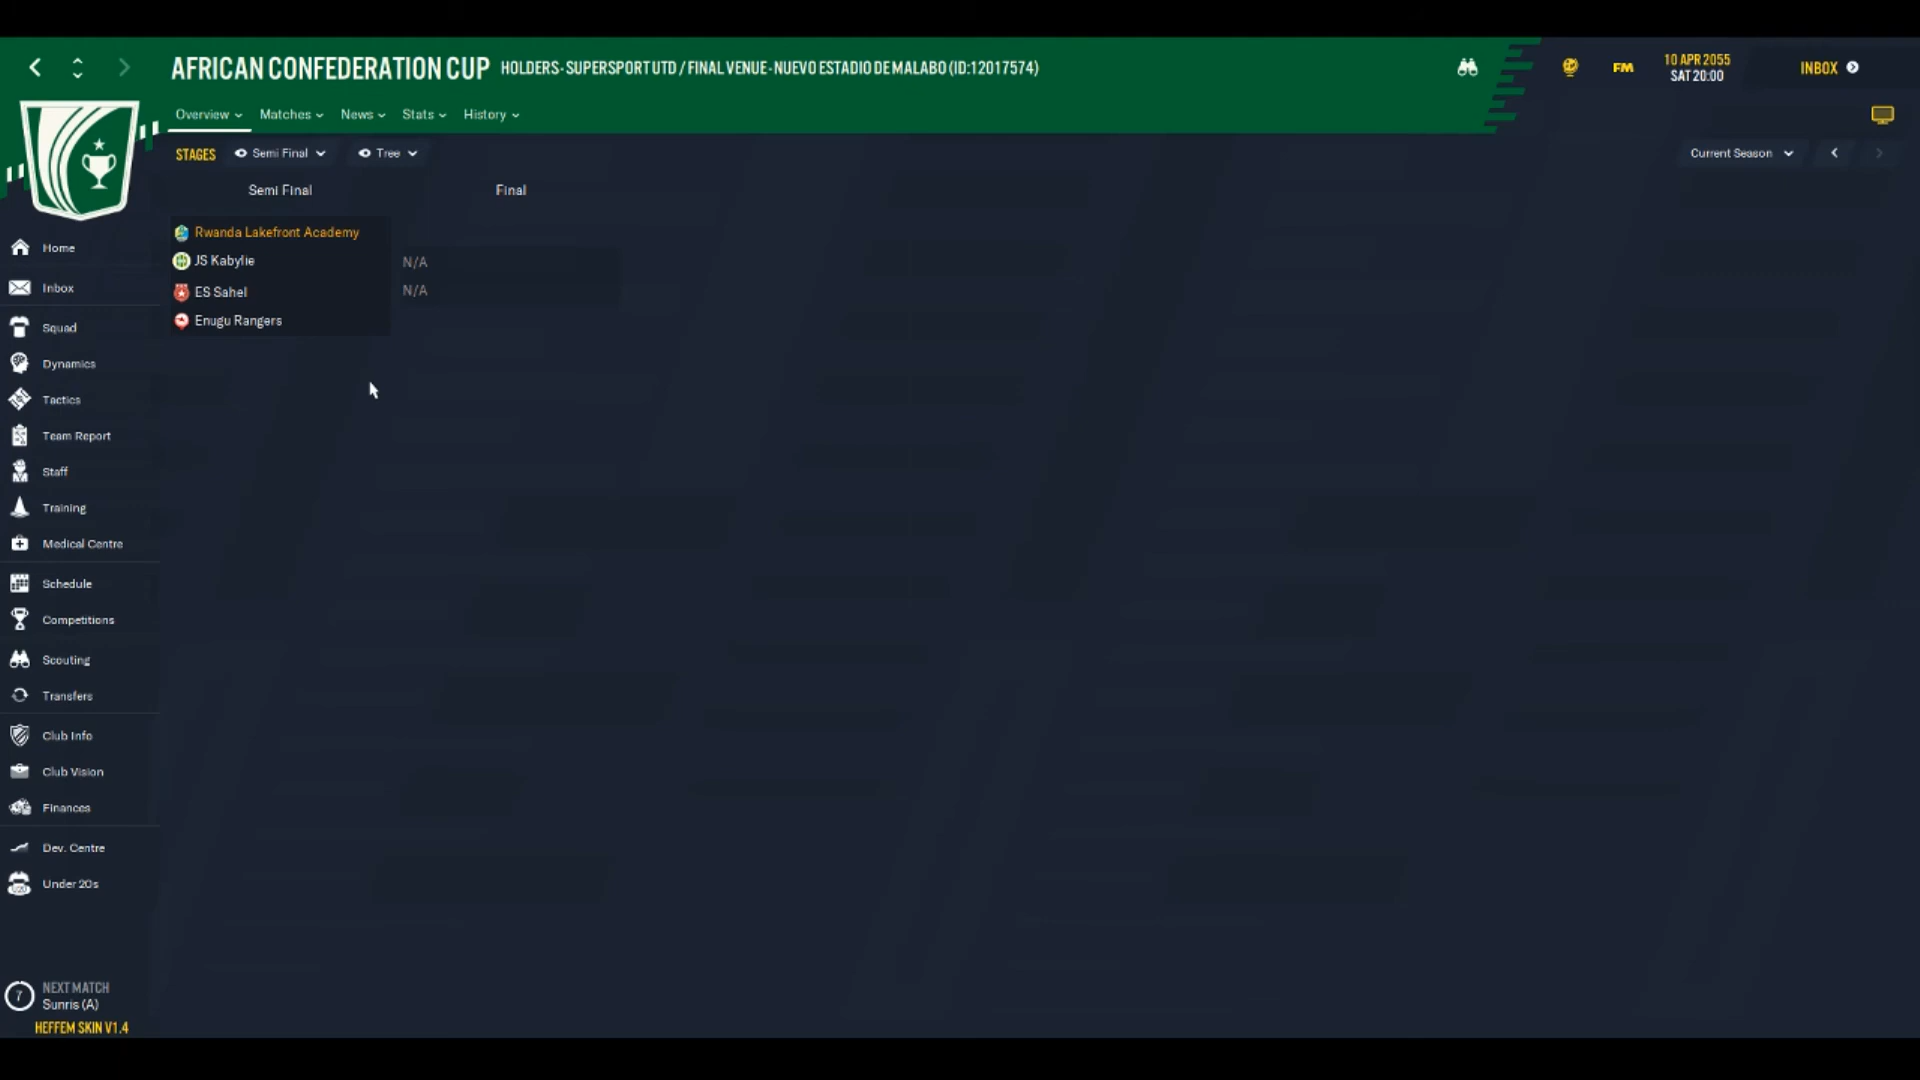 AFRICAN CONFEDERATION CUP HOLDERS - SUPERSPORT UTD / FINAL VENUE - NUEVO ESTADIO DE MALABO (ID:12017574)
FM
10 APR 2055
SAT 20:00
INBOX
Overview Matches News Stats History
STAGES Semi Final Tree Current Season
Semi Final Final
Rwanda Lakefront Academy
JS Kabylie
N/A
ES Sahel
N/A
Enugu Rangers
Home
Inbox
Squad
Dynamics
Tactics
Team Report
Staff
Training
Medical Centre
Schedule
Competitions
Scouting
Transfers
Club Info
Club Vision
Finances
Dev. Centre
Under 20s
7
NEXT MATCH
Sunris (A)
HEFFEM SKIN V1.4